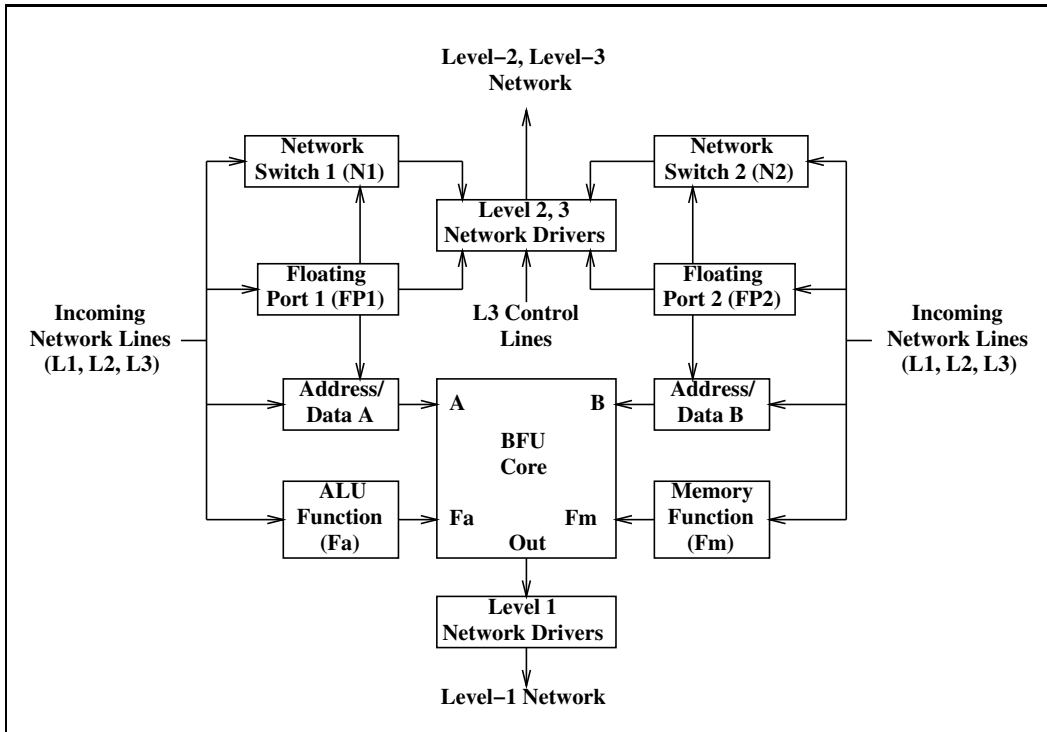 Level−2, Level−3
Network
Network
Switch 1 (N1)
Network
Switch 2 (N2)
Level 2, 3
Network Drivers
Floating
Port 1 (FP1)
Floating
Port 2 (FP2)
L3 Control
Lines
Incoming
Network Lines
(L1, L2, L3)
Incoming
Network Lines
(L1, L2, L3)
Address/
Data A
A
B
Address/
Data B
BFU
Core
ALU
Function
(Fa)
Fa
Fm
Memory
Function
(Fm)
Out
Level 1
Network Drivers
Level−1 Network